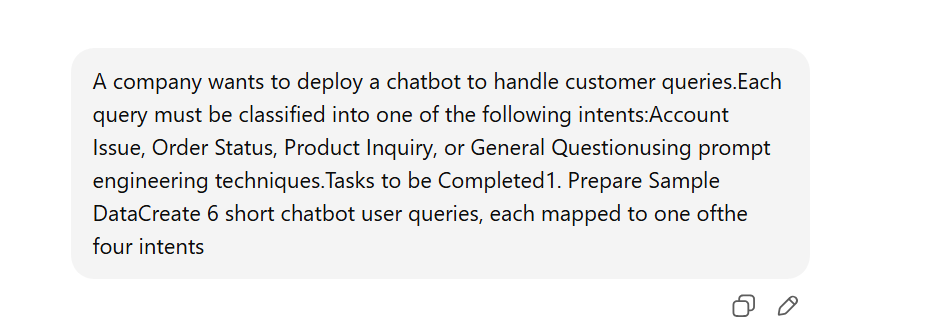 A company wants to deploy a chatbot to handle customer queries.Each
query must be classified into one of the following intents:Account
Issue, Order Status, Product Inquiry, or General Questionusing prompt
engineering techniques.Tasks to be Completed1. Prepare Sample
DataCreate 6 short chatbot user queries, each mapped to one ofthe
four intents